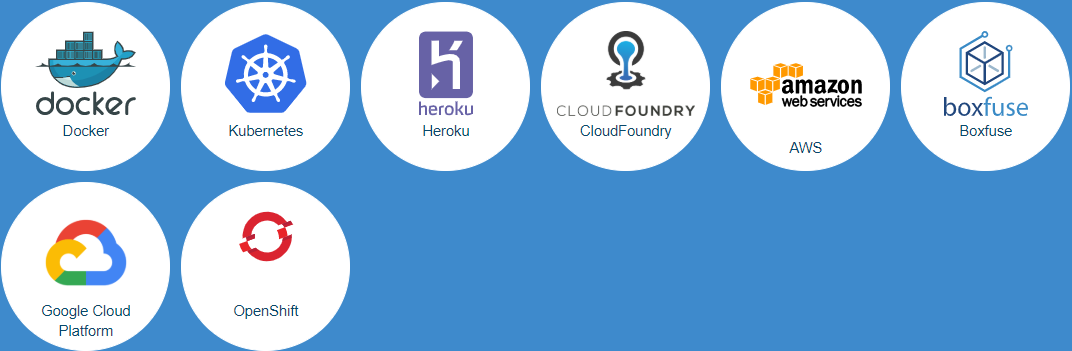 docker
Docker
Kubernetes
heroku
Heroku
CLOUDFOUNDRY
CloudFoundry
amazon
web services
AWS
boxfuse
Boxfuse
Google Cloud
Platform
OpenShift